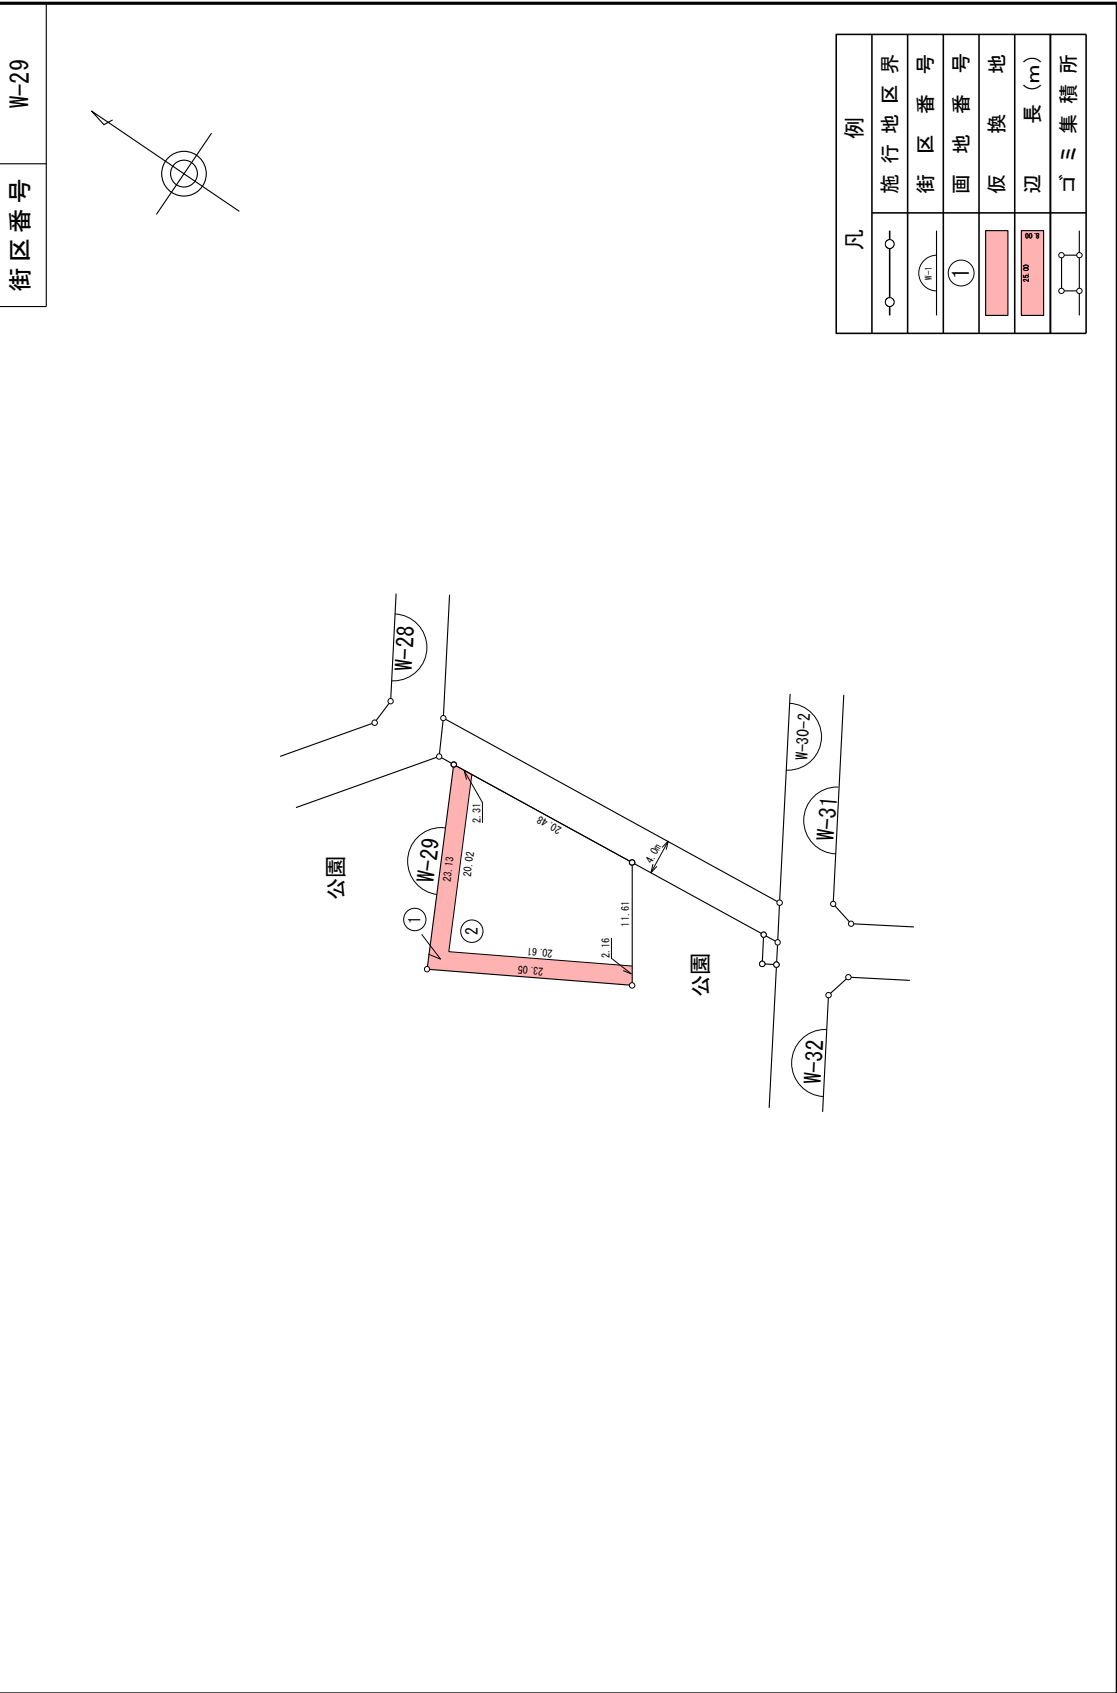 街区番号 W-29
凡例
施行地区界
W-1 街区番号
1 画地番号
仮換地
25.00 8.00 辺長(m)
ゴミ集積所
W-28
公園
W-29
①
23.13
2.31
20.02
②
20.48
20.61
23.05
11.61
2.16
4.0m
公園
W-30-2
W-31
W-32